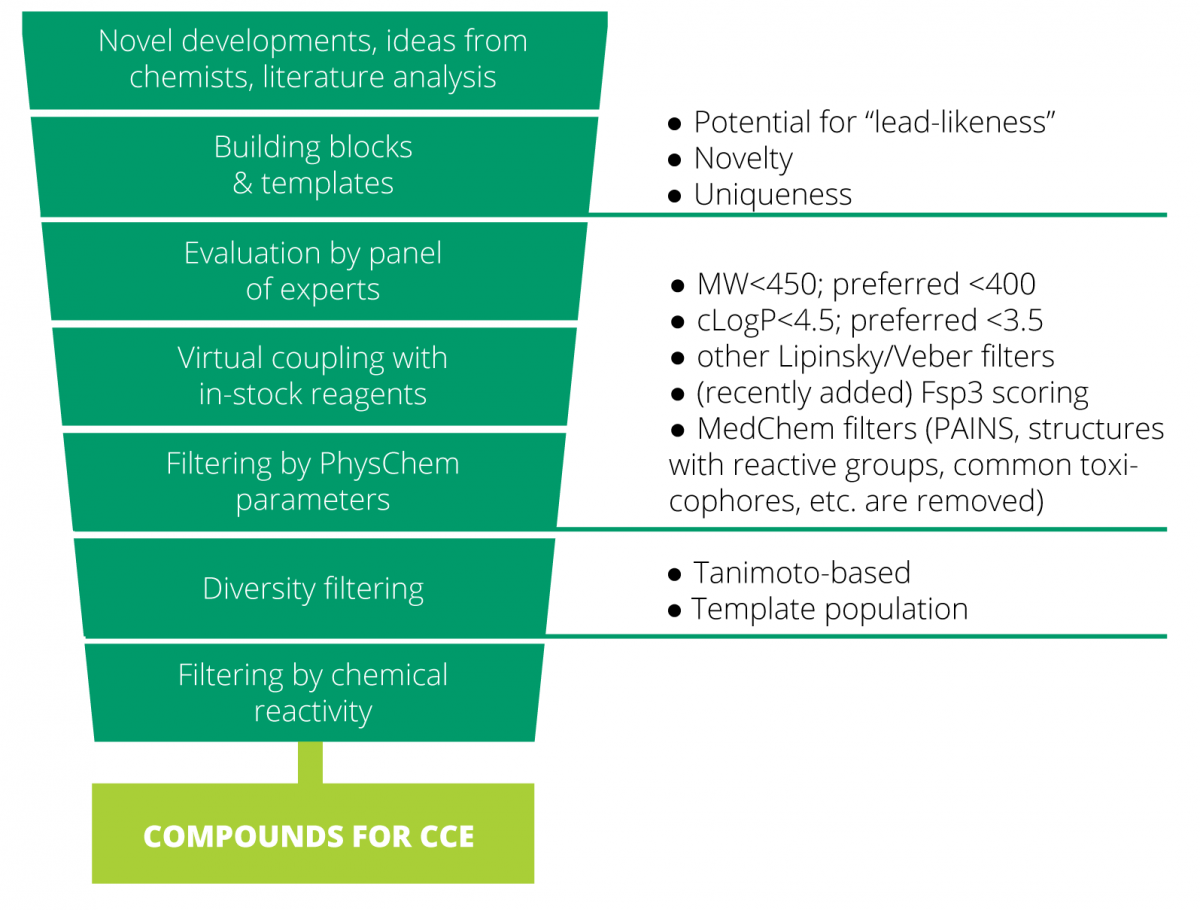 Novel developments, ideas from
chemists, literature analysis
Building blocks
& templates
● Potential for “lead-likeness”
● Novelty
● Uniqueness
Evaluation by panel
of experts
Virtual coupling with
in-stock reagents
Filtering by PhysChem
parameters
● MW<450; preferred <400
● cLogP<4.5; preferred <3.5
● other Lipinsky/Veber filters
● (recently added) Fsp3 scoring
● MedChem filters (PAINS, structures
with reactive groups, common toxi-
cophores, etc. are removed)
Diversity filtering
● Tanimoto-based
● Template population
Filtering by chemical
reactivity
COMPOUNDS FOR CCE